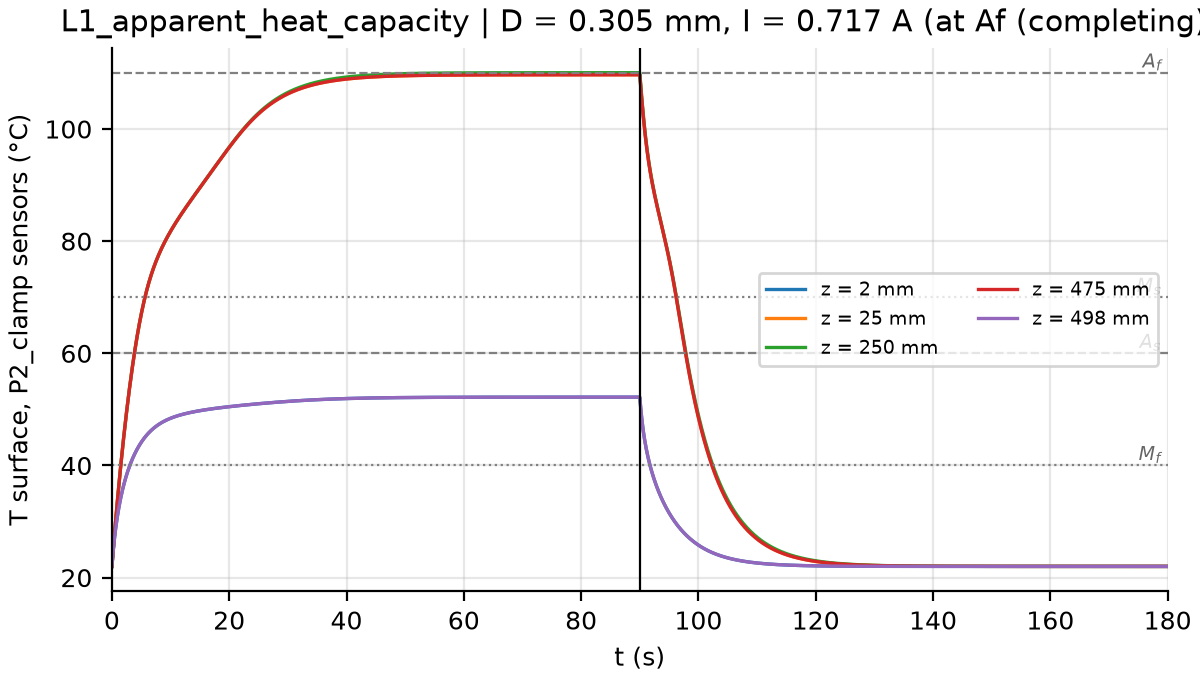 L1_apparent_heat_capacity | D = 0.305 mm, I = 0.717 A (at Af (completing)
T surface, P2_clamp sensors (°C)
100
80
60
40
20
A_f
M_s
A_s
M_f
z = 2 mm
z = 25 mm
z = 250 mm
z = 475 mm
z = 498 mm
0 20 40 60 80 100 120 140 160 180
t (s)